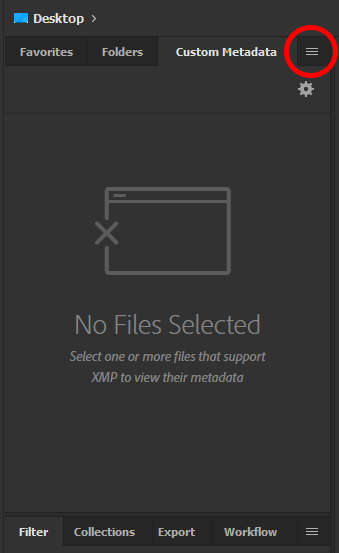 Desktop
Favorites Folders Custom Metadata
No Files Selected
Select one or more files that support
XMP to view their metadata
Filter Collections Export Workflow